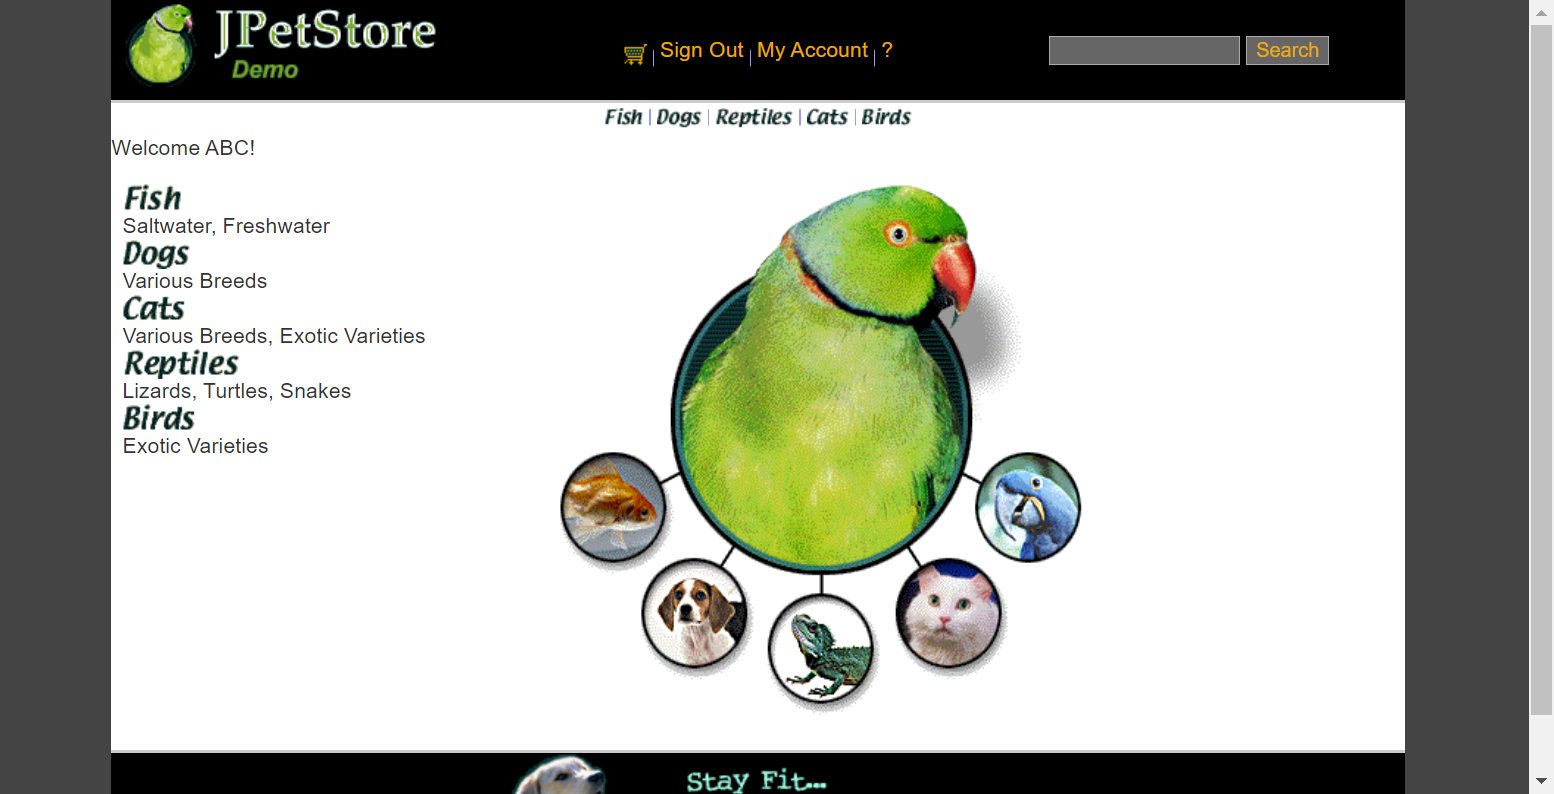 JPetStore
Demo
Sign Out My Account ?
Search
Fish Dogs Reptiles Cats Birds
Welcome ABC!
Fish
Saltwater, Freshwater
Dogs
Various Breeds
Cats
Various Breeds, Exotic Varieties
Reptiles
Lizards, Turtles, Snakes
Birds
Exotic Varieties
Stay Fit...